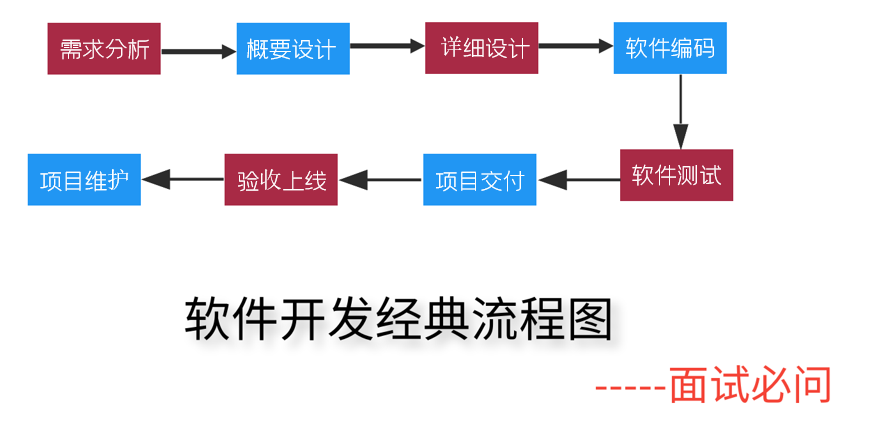 需求分析 概要设计 详细设计 软件编码
项目维护 验收上线 项目交付 软件测试
软件开发经典流程图
-----面试必问